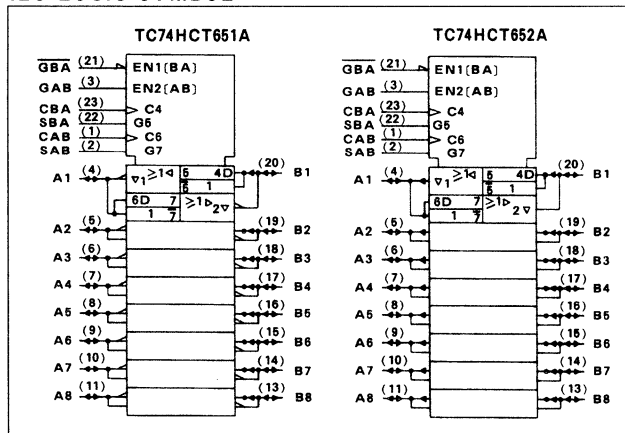 IEC LOGIC SYMBOL
TC74HCT651A
GBA (21) EN1(BA)
GAB (3) EN2(AB)
CBA (23) C4
SBA (22) G5
CAB (1) C6
SAB (2) G7
A1 (4) ▽1 ≥1◁ 5 4D (20) B1
5 1
6D 7 ≥1▷ 2▽
1 7
A2 (5) (19) B2
A3 (6) (18) B3
A4 (7) (17) B4
A5 (8) (16) B5
A6 (9) (15) B6
A7 (10) (14) B7
A8 (11) (13) B8
TC74HCT652A
GBA (21) EN1(BA)
GAB (3) EN2(AB)
CBA (23) C4
SBA (22) G5
CAB (1) C6
SAB (2) G7
A1 (4) ▽1 ≥1◁ 5 4D (20) B1
5 1
6D 7 ≥1▷ 2▽
1 7
A2 (5) (19) B2
A3 (6) (18) B3
A4 (7) (17) B4
A5 (8) (16) B5
A6 (9) (15) B6
A7 (10) (14) B7
A8 (11) (13) B8